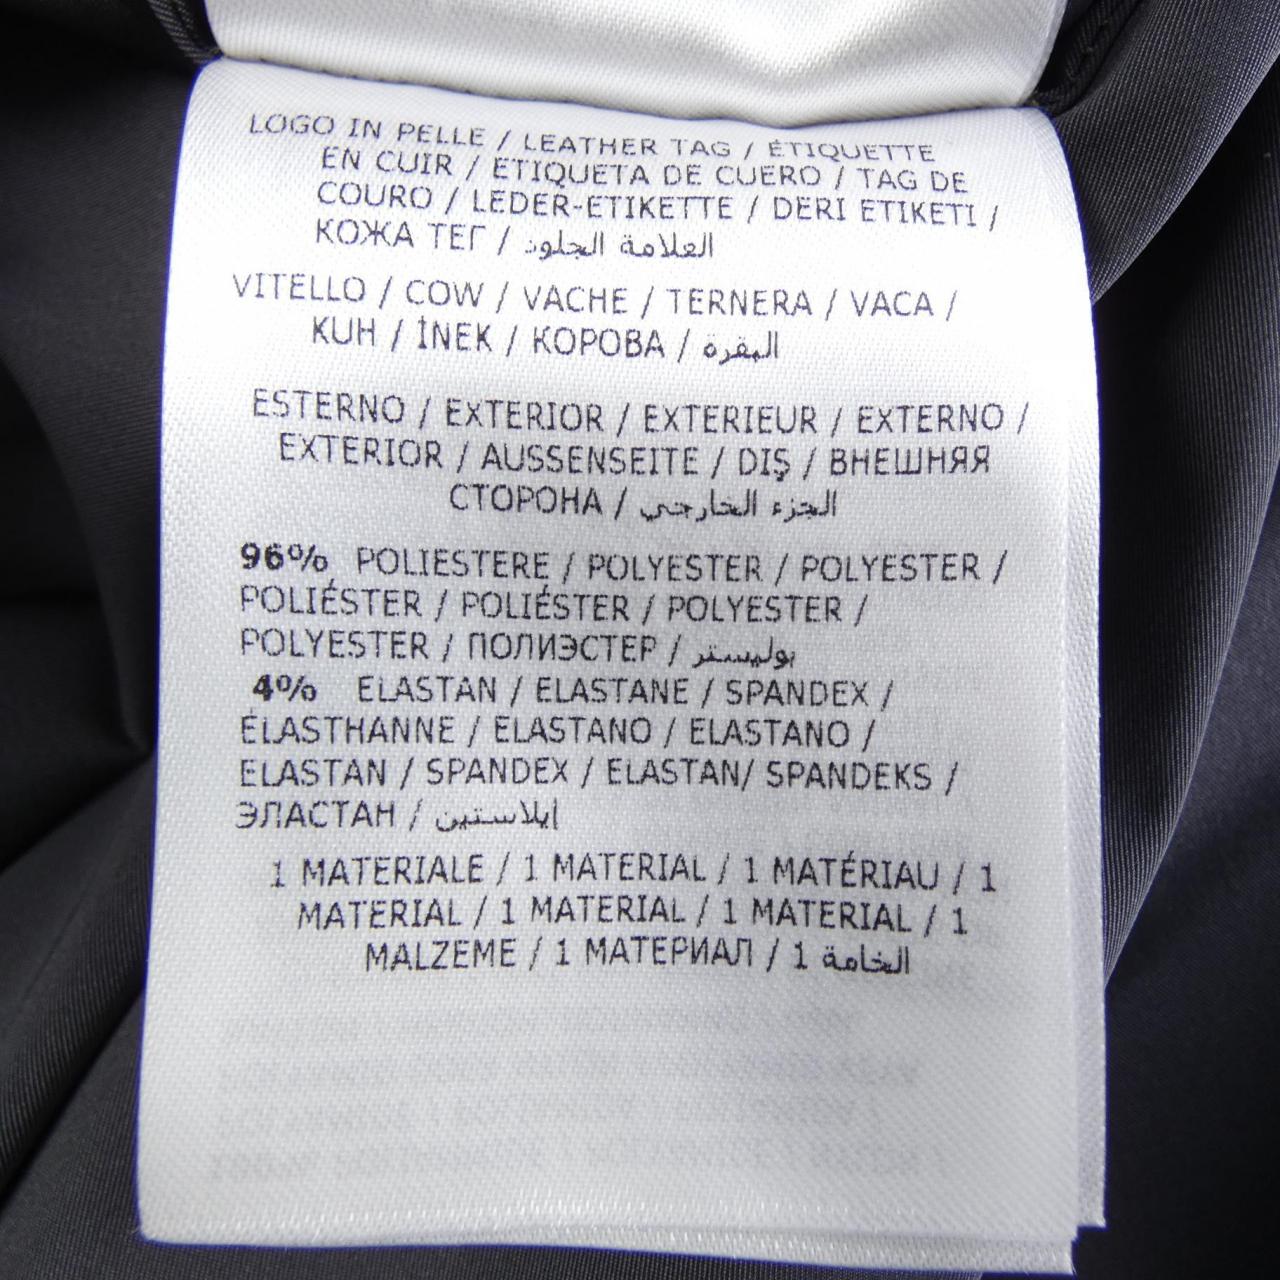 LOGO IN PELLE / LEATHER TAG / ÉTIQUETTE
EN CUIR / ETIQUETA DE CUERO / TAG DE
COURO / LEDER-ETIKETTE / DERI ETIKETI /
КОЖА ТЕГ / العلامة الجلود
VITELLO / COW / VACHE / TERNERA / VACA /
KUH / İNEK / КОРОВА / البقرة
ESTERNO / EXTERIOR / EXTERIEUR / EXTERNO /
EXTERIOR / AUSSENSEITE / DIŞ / ВНЕШНЯЯ
СТОРОНА / الجزء الخارجي
96% POLIESTERE / POLYESTER / POLYESTER /
POLIÉSTER / POLIÉSTER / POLYESTER /
POLYESTER / ПОЛИЭСТЕР / بوليستر
4% ELASTAN / ELASTANE / SPANDEX /
ÉLASTHANNE / ELASTANO / ELASTANO /
ELASTAN / SPANDEX / ELASTAN/ SPANDEKS /
ЭЛАСТАН / إيلاستين
1 MATERIALE / 1 MATERIAL / 1 MATÉRIAU / 1
MATERIAL / 1 MATERIAL / 1 MATERIAL / 1
MALZEME / 1 МАТЕРИАЛ / 1 الخامة